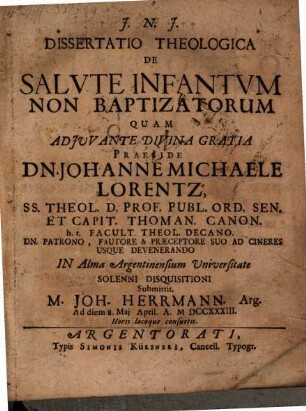 J. N. J.
DISSERTATIO THEOLOGICA
DE
SALVTE INFANTVM
NON BAPTIZATORUM
QUAM
ADJUVANTE DIVINA GRATIA
PRAESIDE
DN. JOHANNE MICHAELE
LORENTZ,
SS. THEOL. D. PROF. PUBL. ORD. SEN.
ET CAPIT. THOMAN. CANON.
h. t. FACULT. THEOL. DECANO.
DN. PATRONO, FAUTORE & PRÆCEPTORE SUO AD CINERES
USQUE DEVENERANDO
IN Alma Argentinensium Universitate
SOLENNI DISQUISITIONI
Submittit.
M. JOH. HERRMANN. Arg.
Ad diem 8. Maj April. A. M DCCXXXIII.
Horis locoque consuetis.
ARGENTORATI,
Typis SIMONIS KÜRSNERI, Cancell. Typogr.